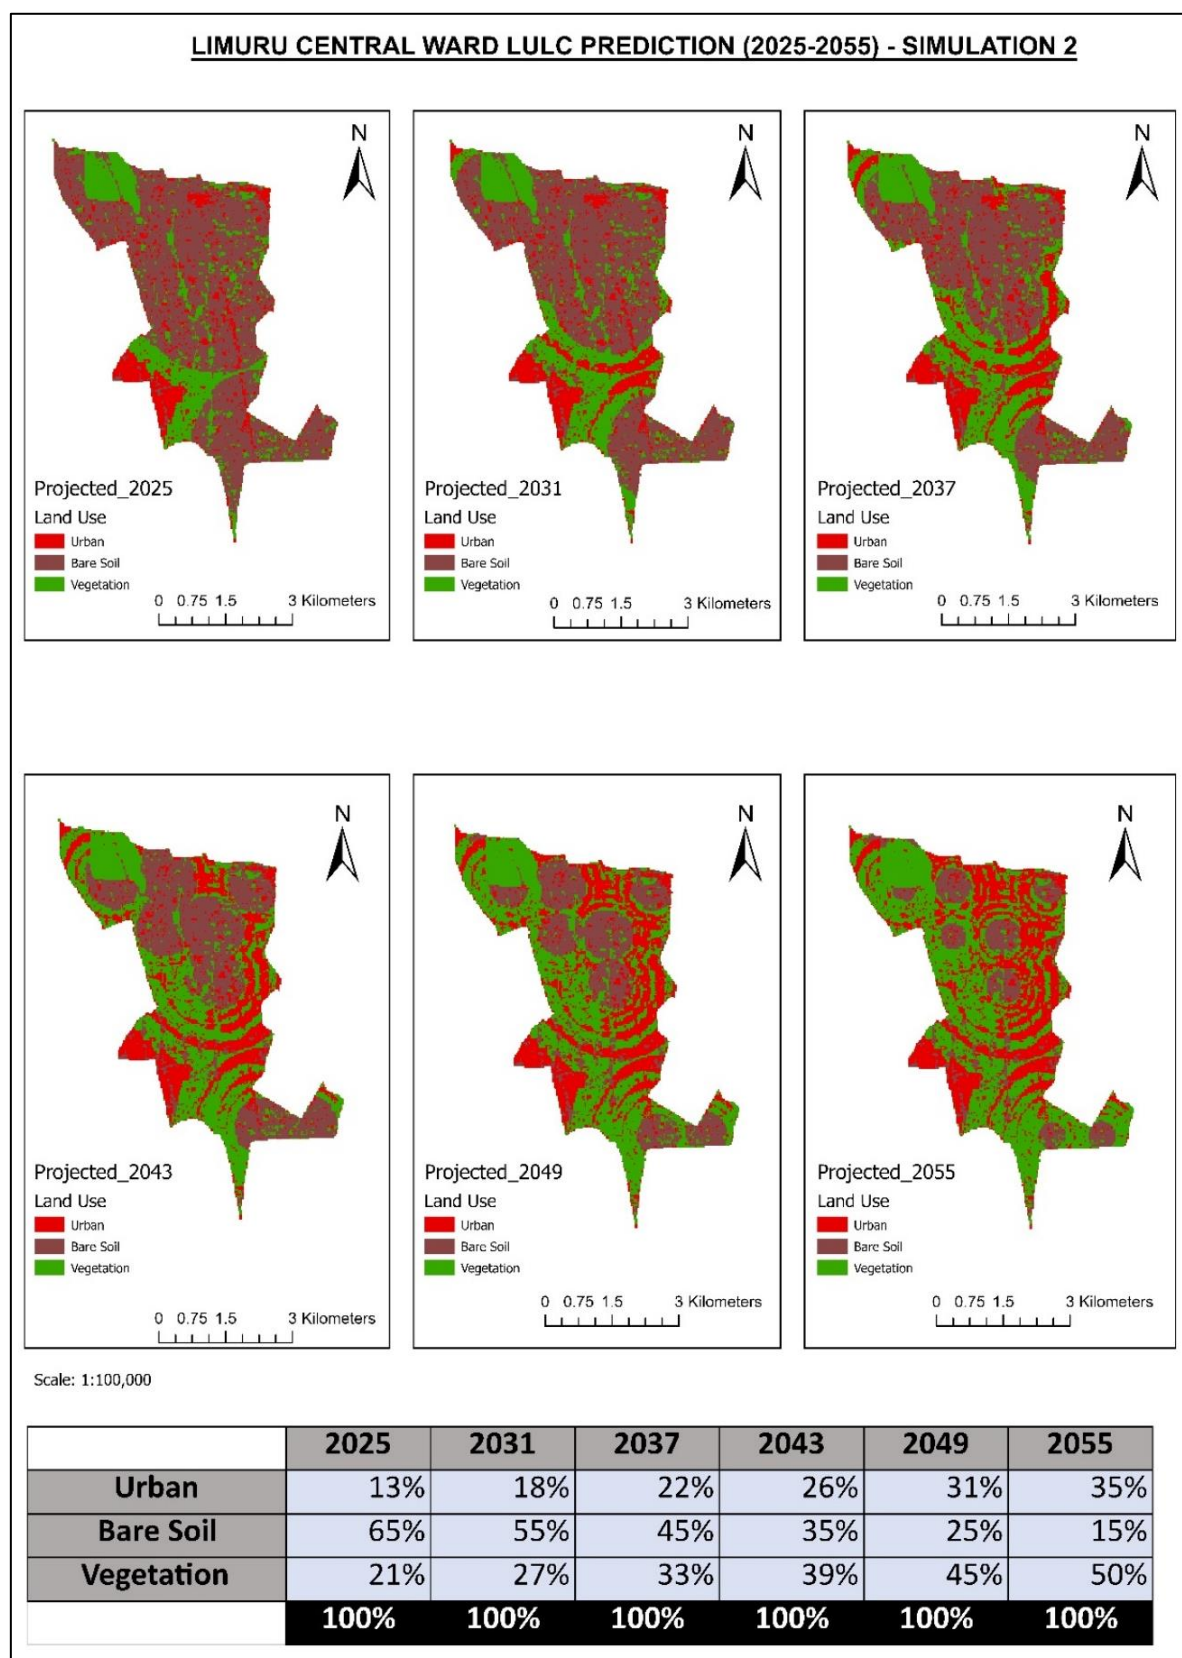 LIMURU CENTRAL WARD LULC PREDICTION (2025-2055) - SIMULATION 2
N
Projected_2025
Land Use
Urban
Bare Soil
Vegetation
0 0.75 1.5 3 Kilometers
N
Projected_2031
Land Use
Urban
Bare Soil
Vegetation
0 0.75 1.5 3 Kilometers
N
Projected_2037
Land Use
Urban
Bare Soil
Vegetation
0 0.75 1.5 3 Kilometers
N
Projected_2043
Land Use
Urban
Bare Soil
Vegetation
0 0.75 1.5 3 Kilometers
N
Projected_2049
Land Use
Urban
Bare Soil
Vegetation
0 0.75 1.5 3 Kilometers
N
Projected_2055
Land Use
Urban
Bare Soil
Vegetation
0 0.75 1.5 3 Kilometers
Scale: 1:100,000
2025 2031 2037 2043 2049 2055
Urban 13% 18% 22% 26% 31% 35%
Bare Soil 65% 55% 45% 35% 25% 15%
Vegetation 21% 27% 33% 39% 45% 50%
100% 100% 100% 100% 100% 100%